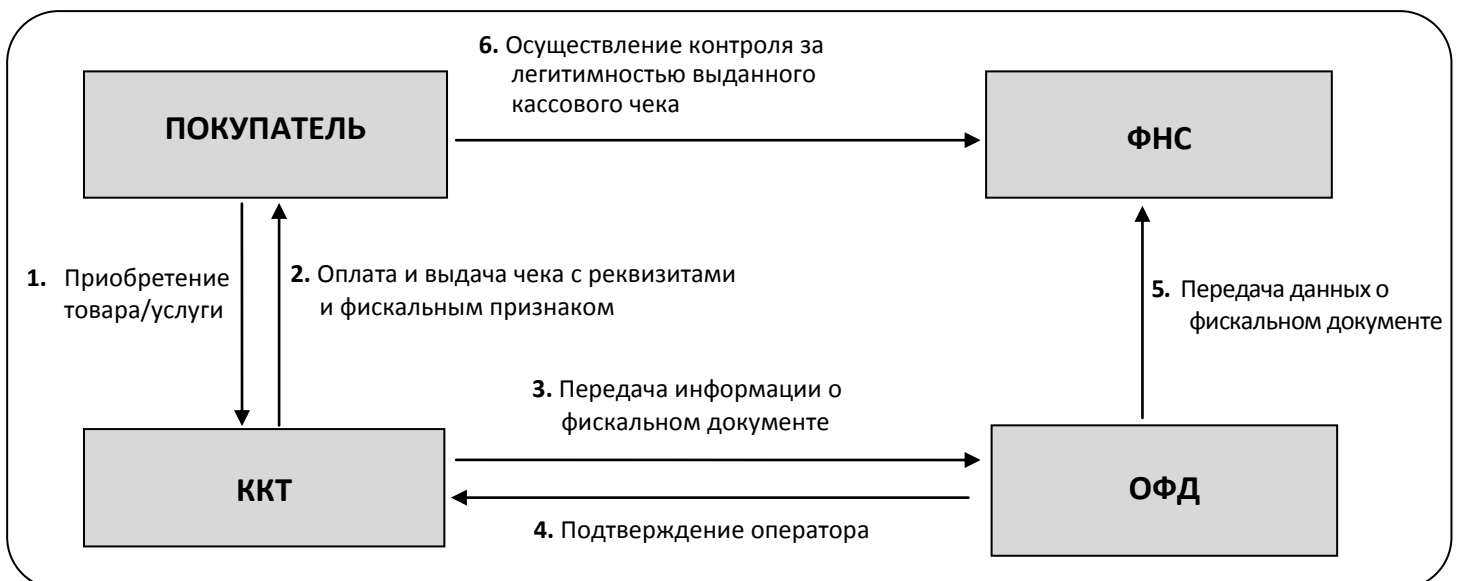 6. Осуществление контроля за
легитимностью выданного
кассового чека
ПОКУПАТЕЛЬ
ФНС
1. Приобретение
товара/услуги
2. Оплата и выдача чека с реквизитами
и фискальным признаком
5. Передача данных о
фискальном документе
3. Передача информации о
фискальном документе
ККТ
ОФД
4. Подтверждение оператора